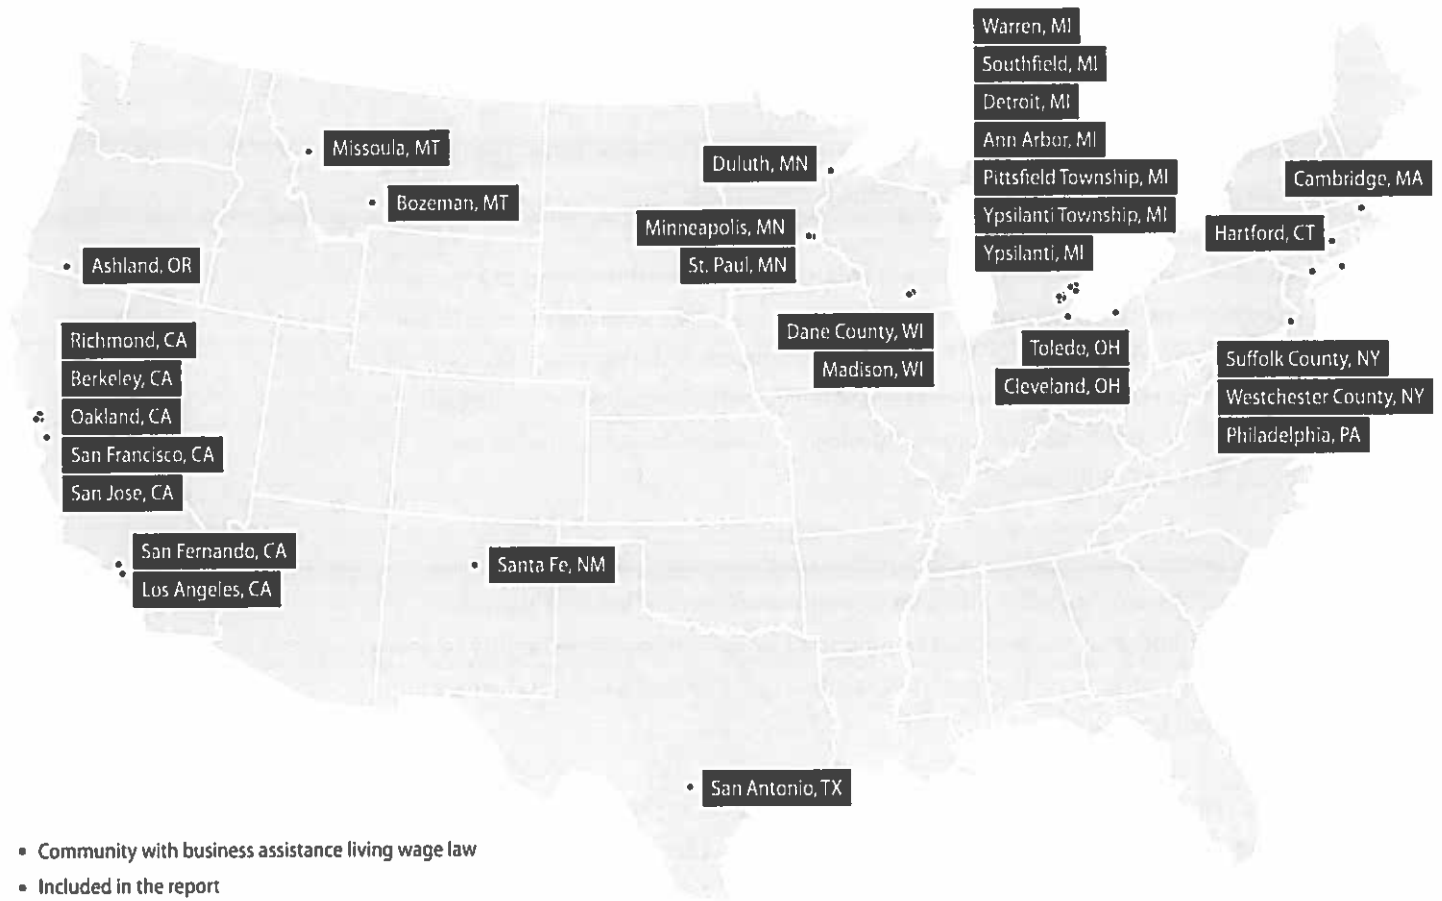 Warren, MI
Southfield, MI
Detroit, MI
Ann Arbor, MI
Pittsfield Township, MI
Ypsilanti Township, MI
Ypsilanti, MI
Missoula, MT
Bozeman, MT
Duluth, MN
Minneapolis, MN
St. Paul, MN
Cambridge, MA
Hartford, CT
Ashland, OR
Richmond, CA
Berkeley, CA
Oakland, CA
San Francisco, CA
San Jose, CA
Dane County, WI
Madison, WI
Toledo, OH
Cleveland, OH
Suffolk County, NY
Westchester County, NY
Philadelphia, PA
San Fernando, CA
Los Angeles, CA
Santa Fe, NM
San Antonio, TX
• Community with business assistance living wage law
• Included in the report